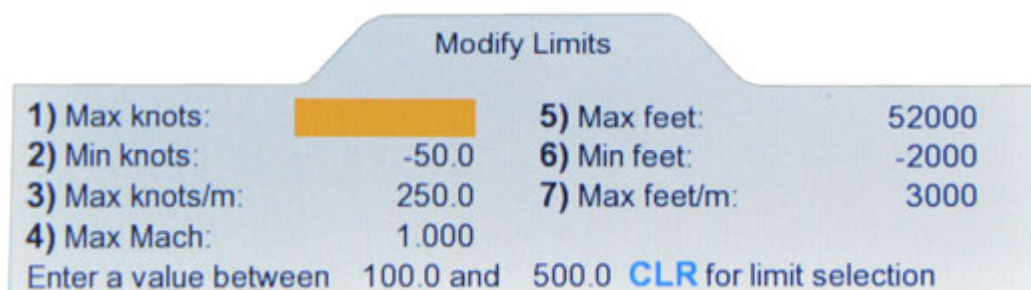 Modify Limits
1) Max knots: 5) Max feet: 52000
2) Min knots: -50.0 6) Min feet: -2000
3) Max knots/m: 250.0 7) Max feet/m: 3000
4) Max Mach: 1.000
Enter a value between 100.0 and 500.0 CLR for limit selection